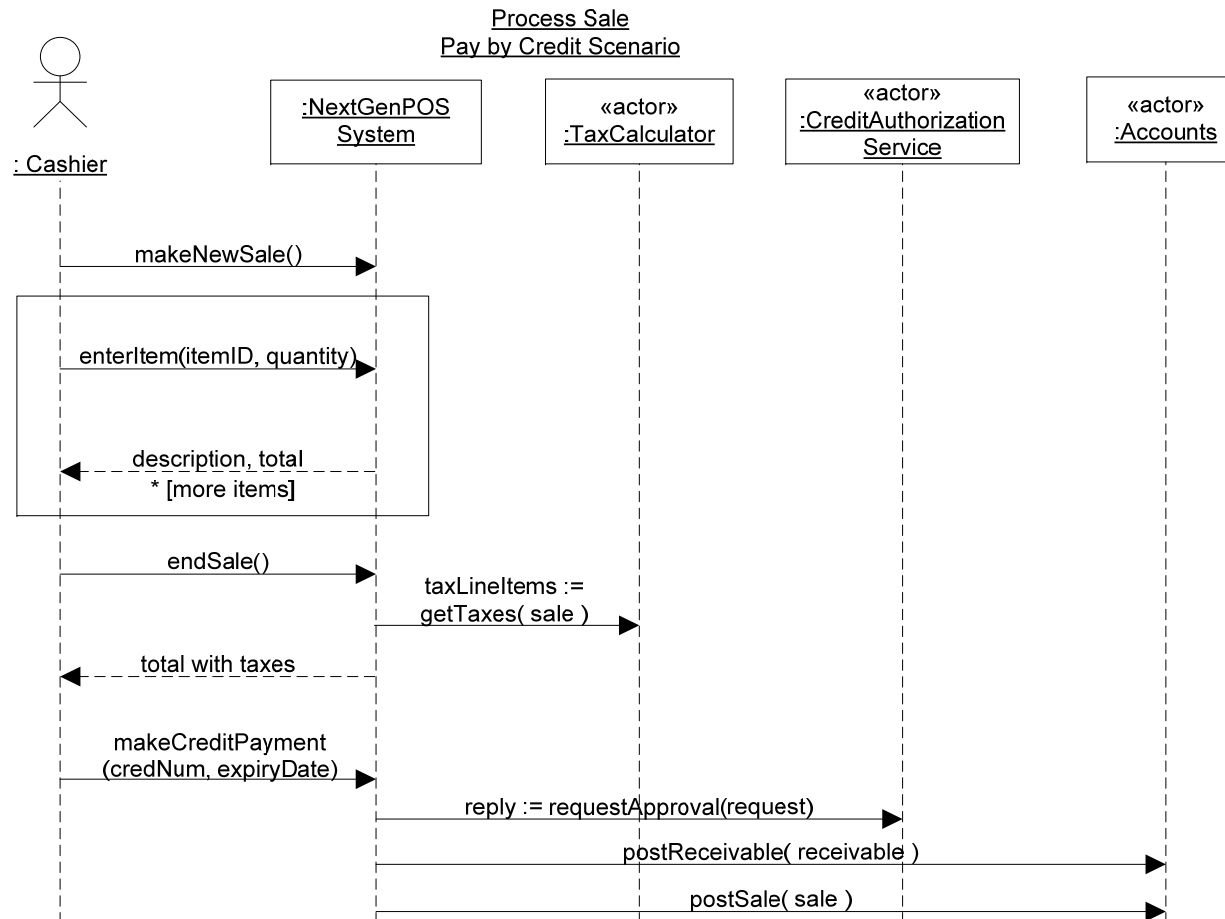 Process Sale
Pay by Credit Scenario
: Cashier
:NextGenPOS
System
«actor»
:TaxCalculator
«actor»
:CreditAuthorization
Service
«actor»
:Accounts
makeNewSale()
enterItem(itemID, quantity)
description, total
* [more items]
endSale()
taxLineItems :=
getTaxes( sale )
total with taxes
makeCreditPayment
(credNum, expiryDate)
reply := requestApproval(request)
postReceivable( receivable )
postSale( sale )